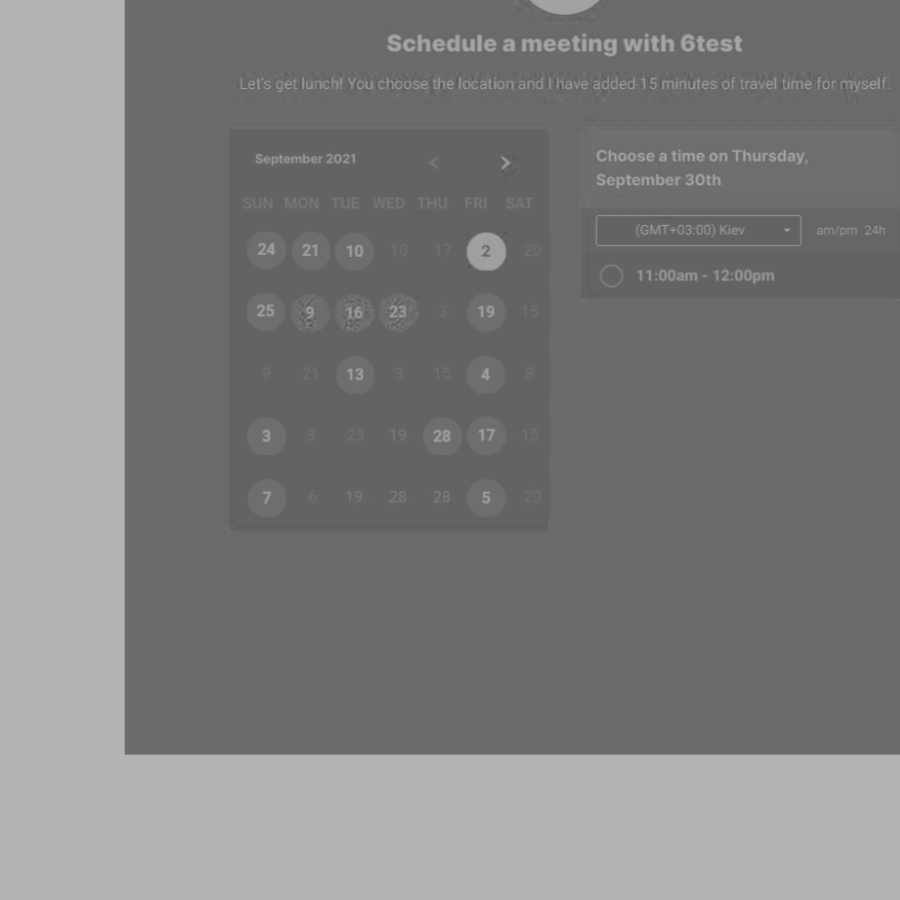 Schedule a meeting with 6test
Let's get lunch! You choose the location and I have added 15 minutes of travel time for myself.
September 2021
SUN MON TUE WED THU FRI SAT
24 21 10 10 17 2 20
25 9 16 23 3 19 15
9 21 13 3 15 4 8
3 3 25 19 28 17 15
7 6 19 28 28 5 20
Choose a time on Thursday,
September 30th
(GMT+03:00) Kiev am/pm 24h
11:00am - 12:00pm